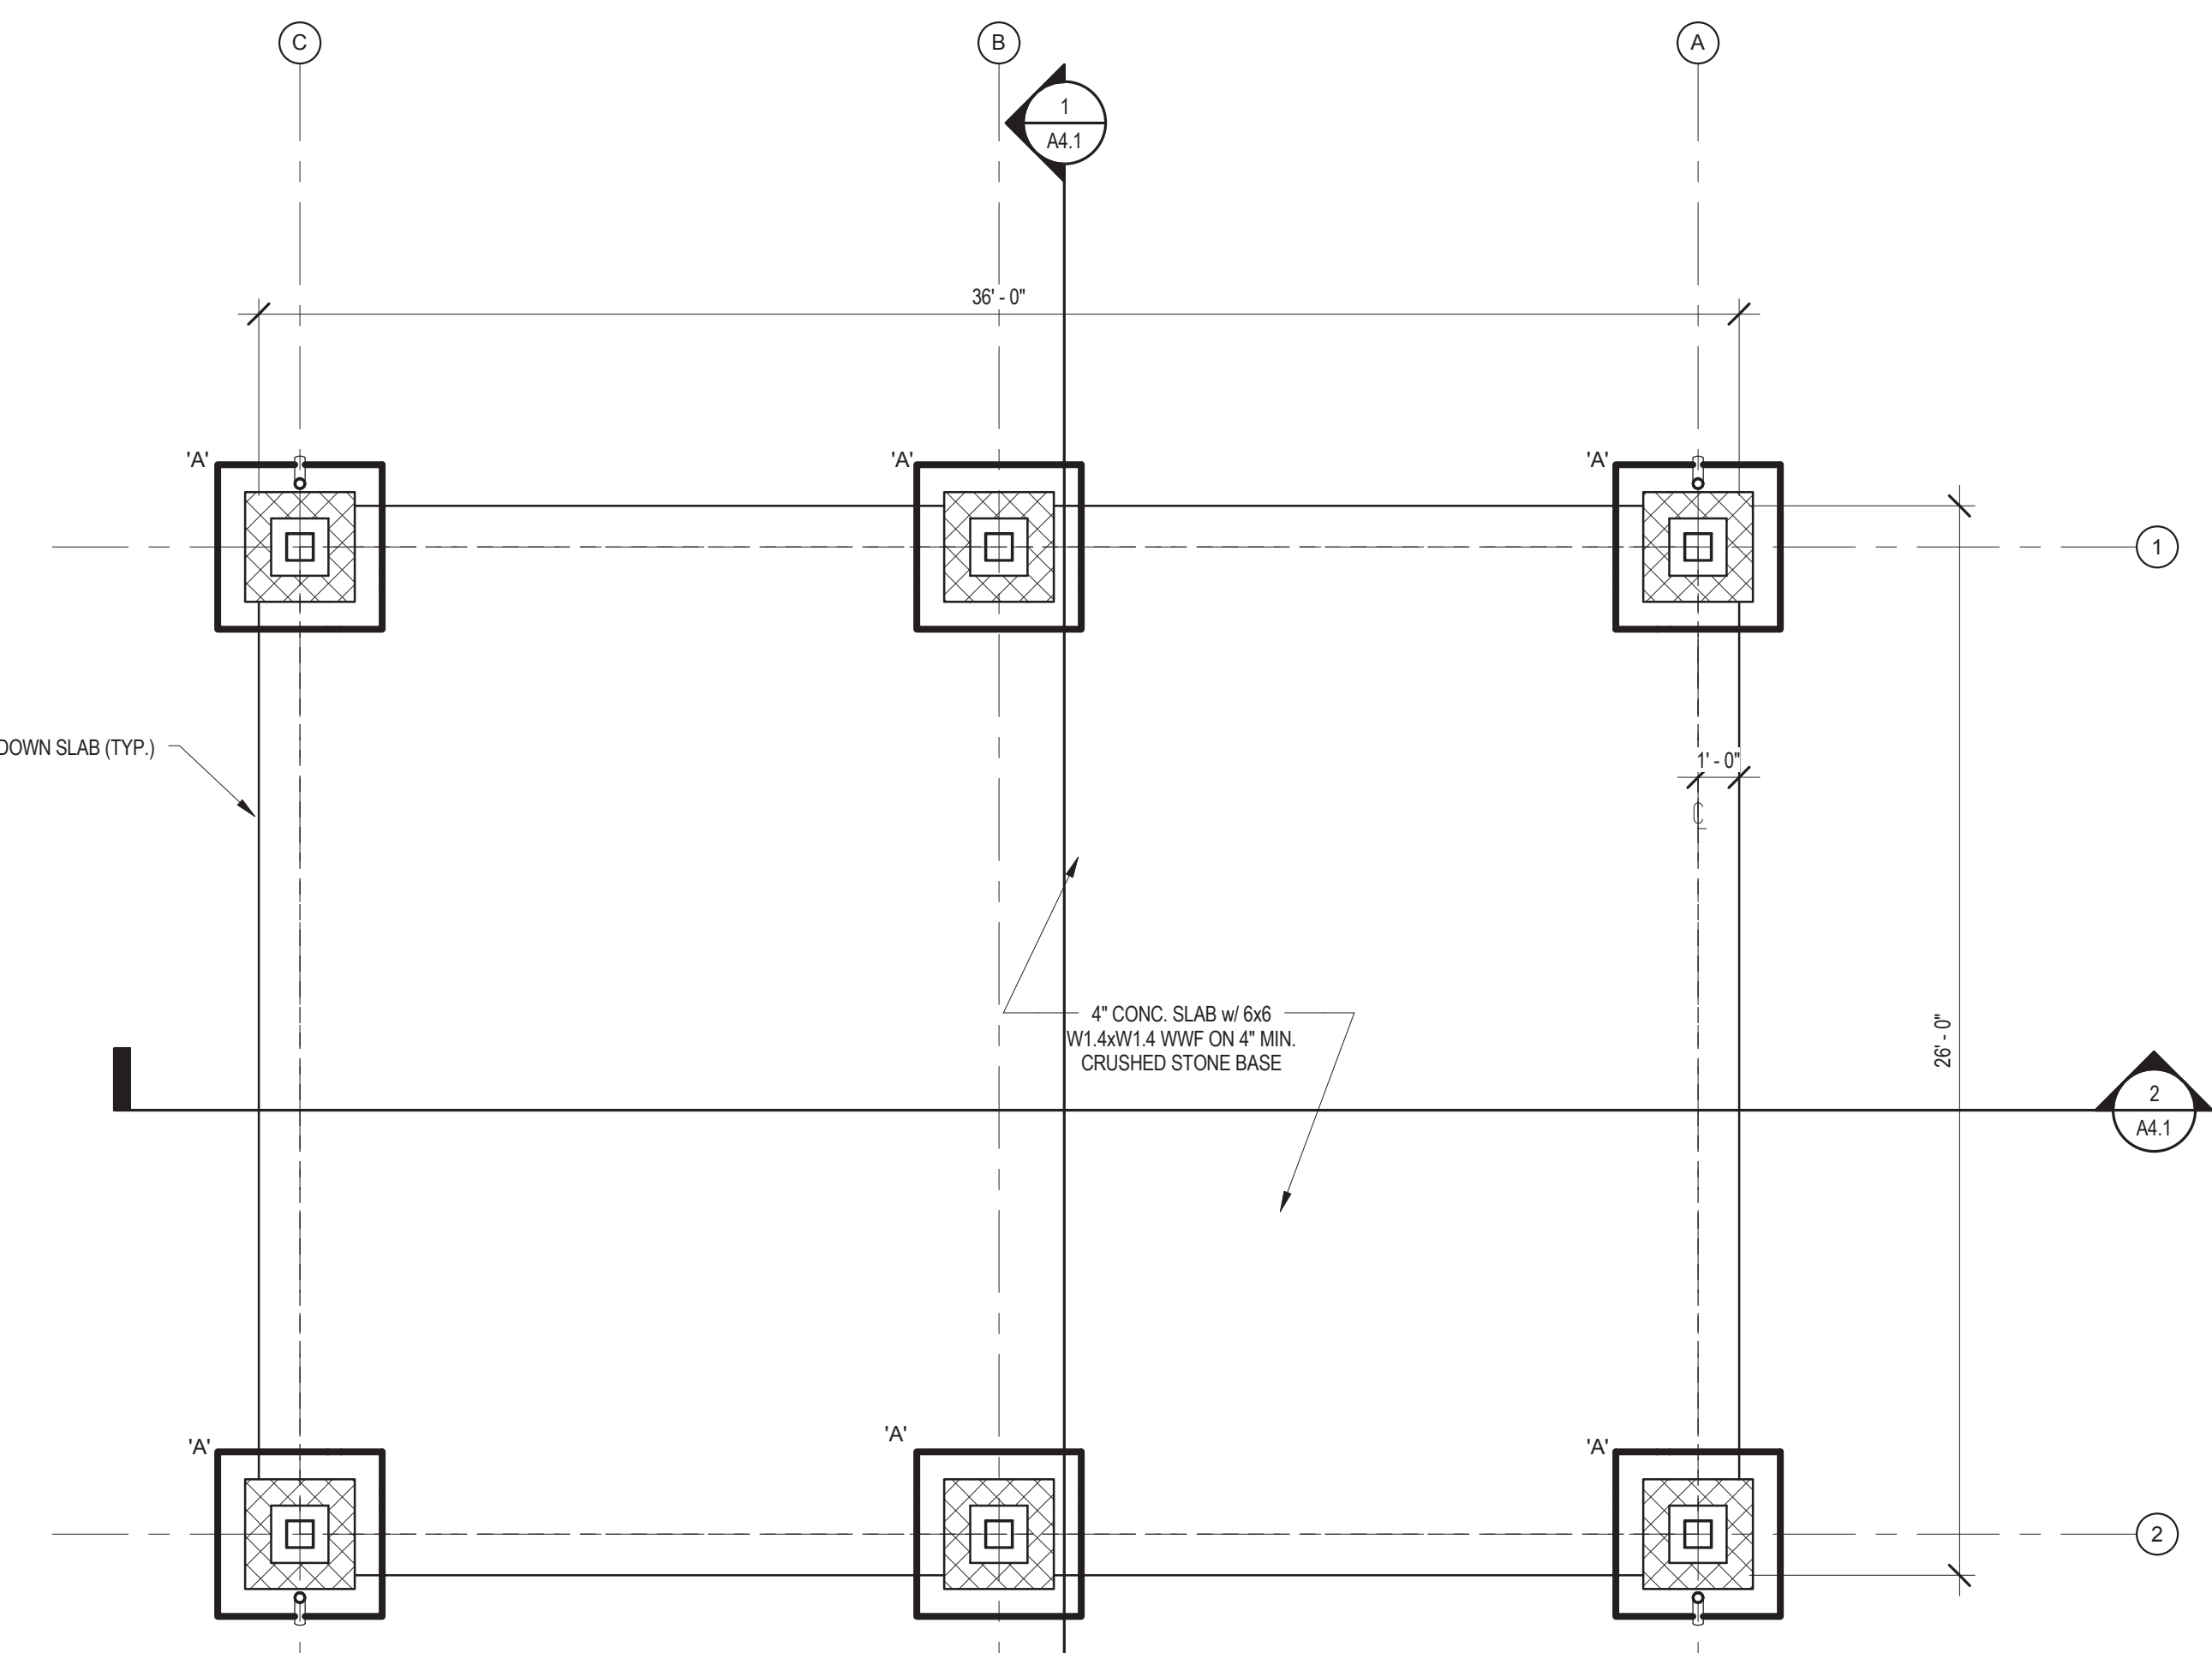 C
B
A
1
A4.1
36' - 0"
'A'
'A'
'A'
1
DOWN SLAB (TYP.)
1' - 0"
CL
4" CONC. SLAB w/ 6x6
W1.4xW1.4 WWF ON 4" MIN.
CRUSHED STONE BASE
26' - 0"
2
A4.1
'A'
'A'
'A'
2